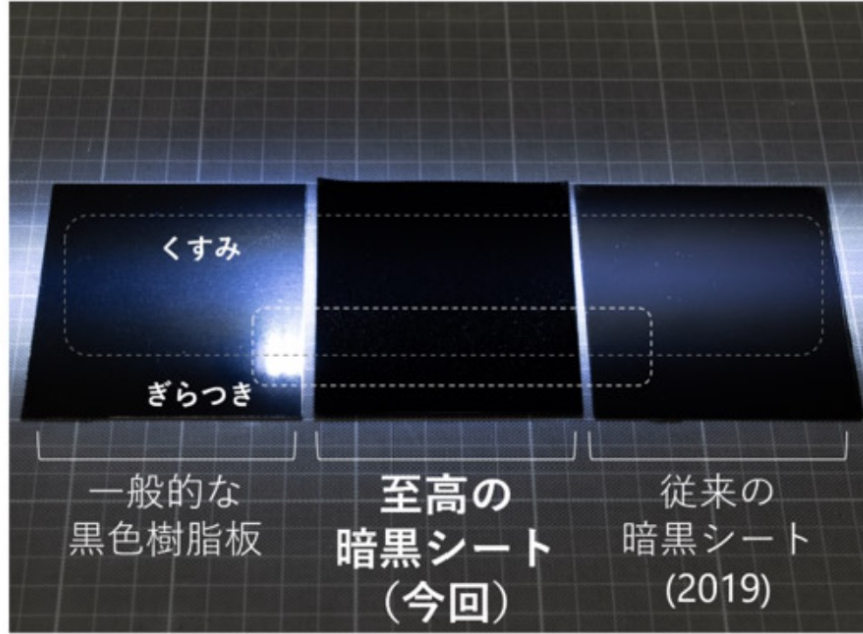 くすみ
ぎらつき
一般的な
黒色樹脂板
至高の
暗黒シート
（今回）
従来の
暗黒シート
(2019)